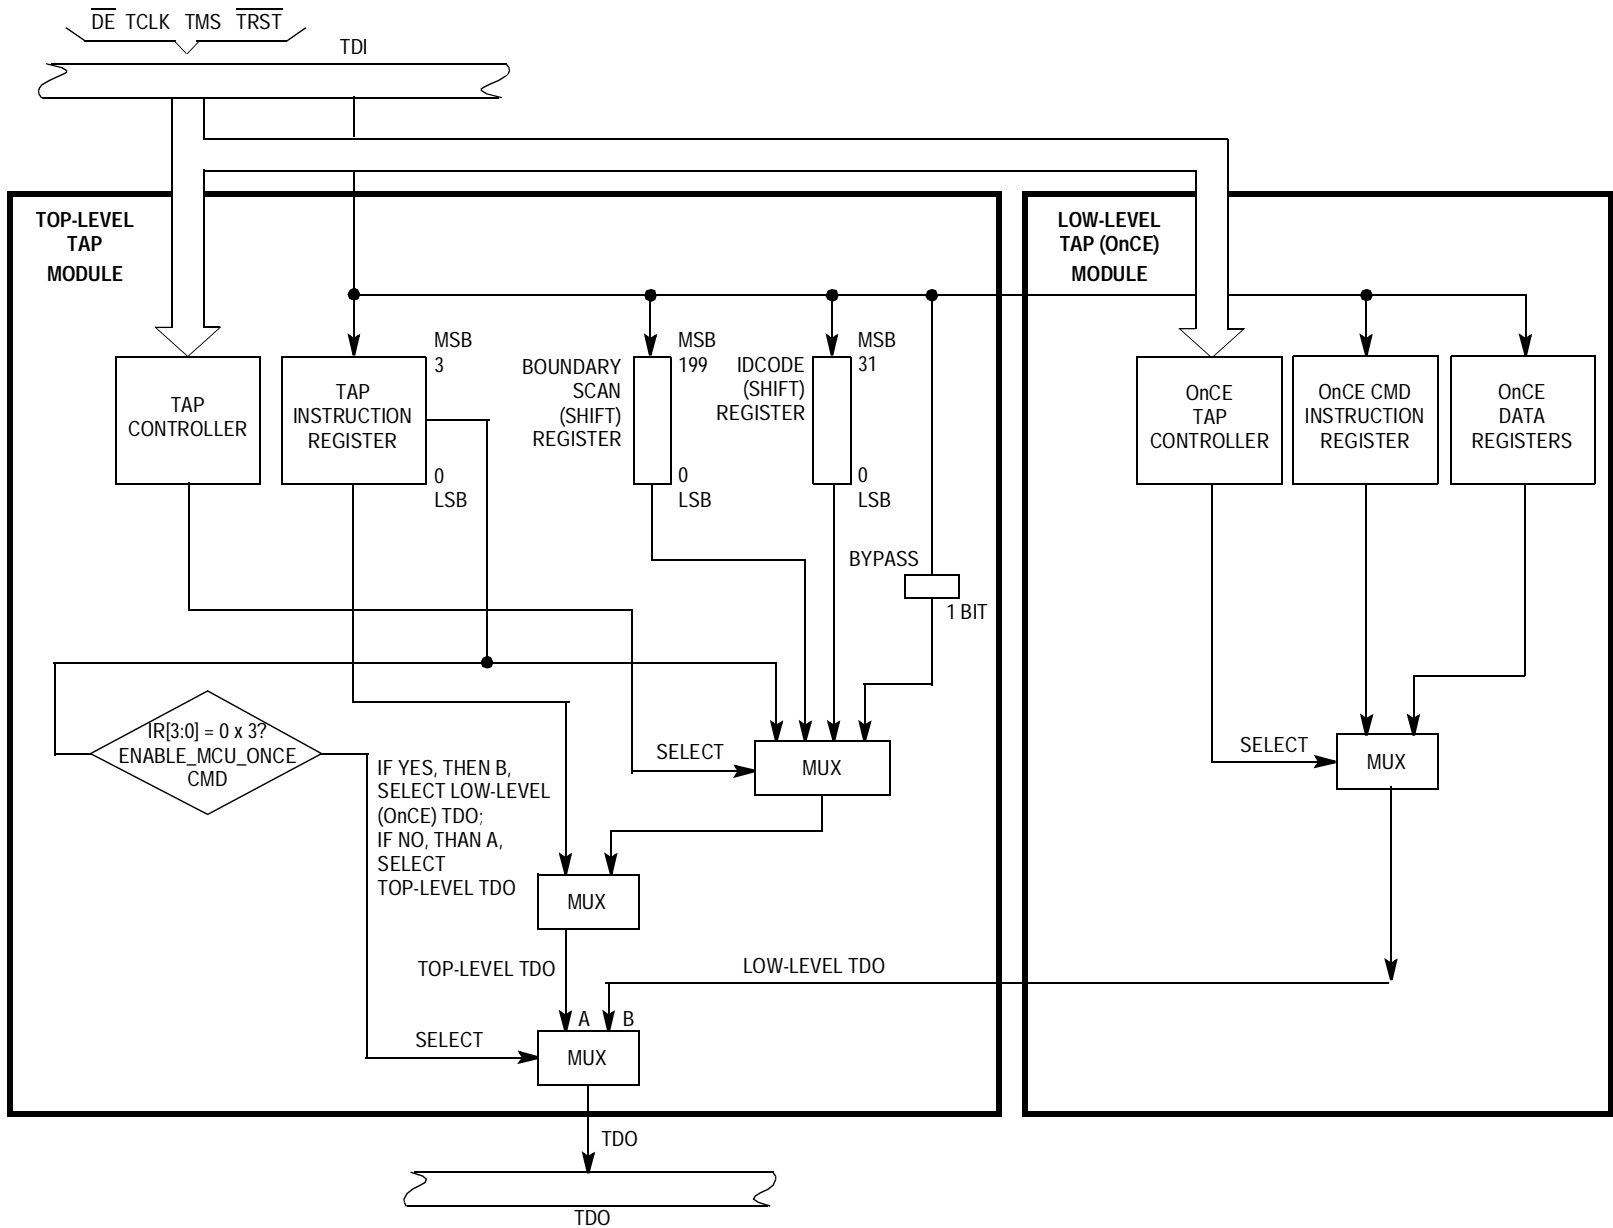 DE TCLK TMS TRST
TDI
TOP-LEVEL
TAP
MODULE
LOW-LEVEL
TAP (OnCE)
MODULE
TAP
CONTROLLER
TAP
INSTRUCTION
REGISTER
MSB
3
0
LSB
BOUNDARY
SCAN
(SHIFT)
REGISTER
MSB
199
0
LSB
IDCODE
(SHIFT)
REGISTER
MSB
31
0
LSB
BYPASS
1 BIT
OnCE
TAP
CONTROLLER
OnCE CMD
INSTRUCTION
REGISTER
OnCE
DATA
REGISTERS
IR[3:0] = 0 x 3?
ENABLE_MCU_ONCE
CMD
IF YES, THEN B,
SELECT LOW-LEVEL
(OnCE) TDO;
IF NO, THAN A,
SELECT
TOP-LEVEL TDO
SELECT
MUX
SELECT
MUX
MUX
TOP-LEVEL TDO
LOW-LEVEL TDO
A
B
SELECT
MUX
TDO
TDO